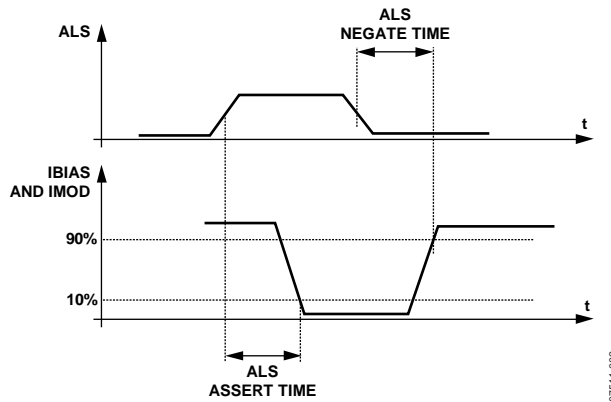 ALS
ALS
NEGATE TIME
t
IBIAS
AND IMOD
90%
10%
t
ALS
ASSERT TIME